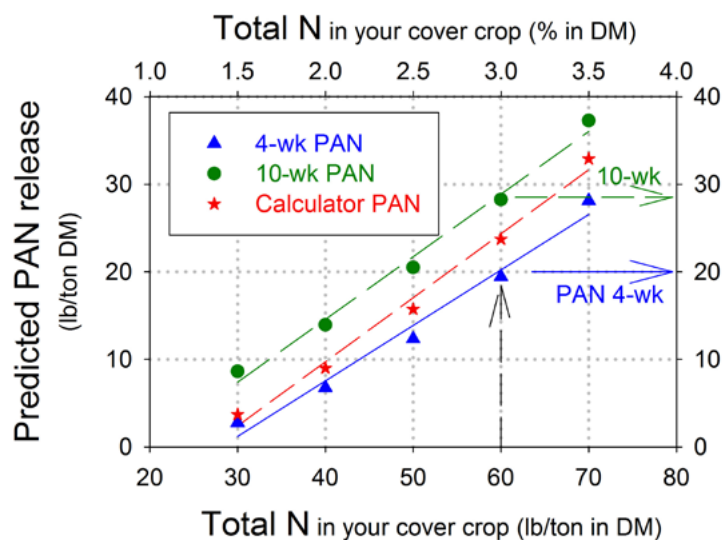 Total N in your cover crop (% in DM)
1.0 1.5 2.0 2.5 3.0 3.5 4.0
Predicted PAN release
(lb/ton DM)
40 40
30 30
20 20
10 10
0 0
4-wk PAN
10-wk PAN
Calculator PAN
10-wk
PAN 4-wk
20 30 40 50 60 70 80
Total N in your cover crop (lb/ton in DM)